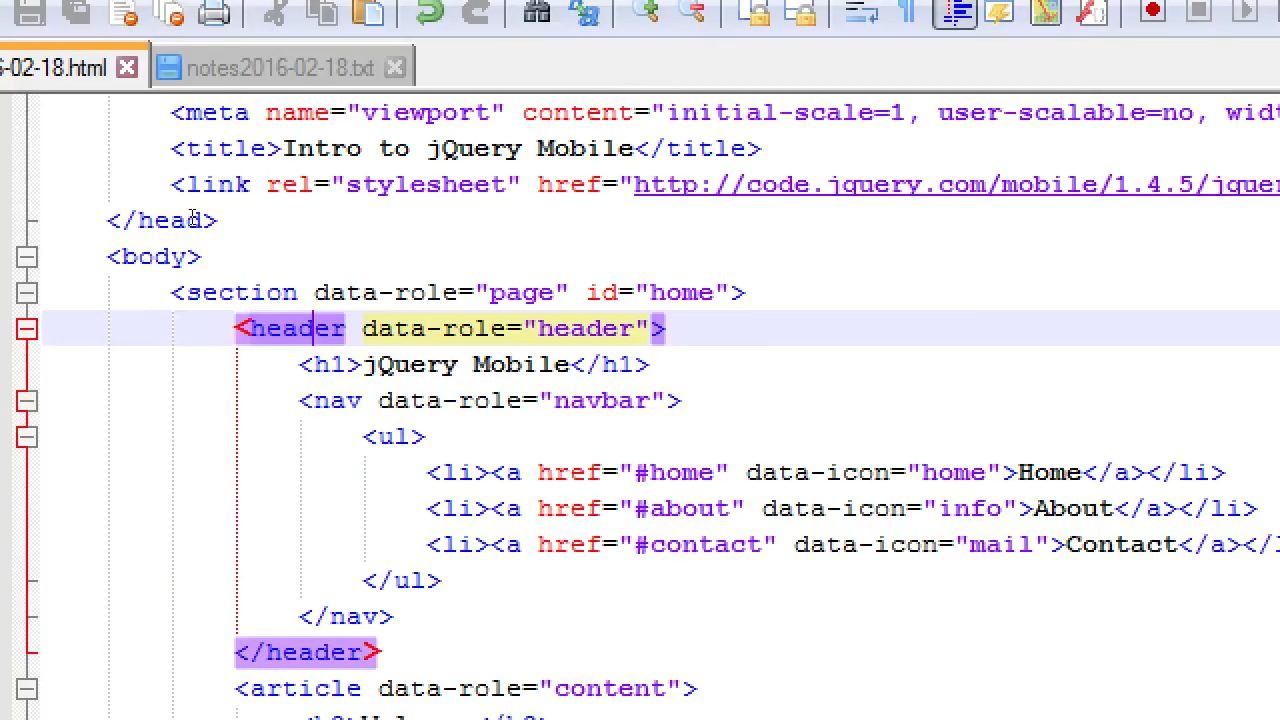 -02-18.html notes2016-02-18.txt
<meta name="viewport" content="initial-scale=1, user-scalable=no,
<title>Intro to jQuery Mobile</title>
<link rel="stylesheet" href="http://code.jquery.com/mobile/1.4.5/
</head>
<body>
<section data-role="page" id="home">
<header data-role="header">
<h1>jQuery Mobile</h1>
<nav data-role="navbar">
<ul>
<li><a href="#home" data-icon="home">Home</a></li>
<li><a href="#about" data-icon="info">About</a></li>
<li><a href="#contact" data-icon="mail">Contact</a></
</ul>
</nav>
</header>
<article data-role="content">